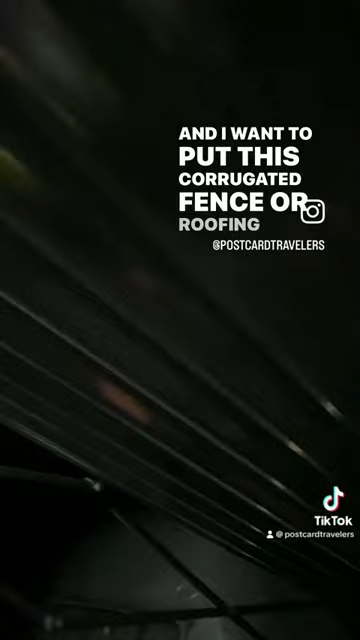 AND I WANT TO
PUT THIS
CORRUGATED
FENCE OR
ROOFING
@POSTCARDTRAVELERS
TikTok
@postcardtravelers